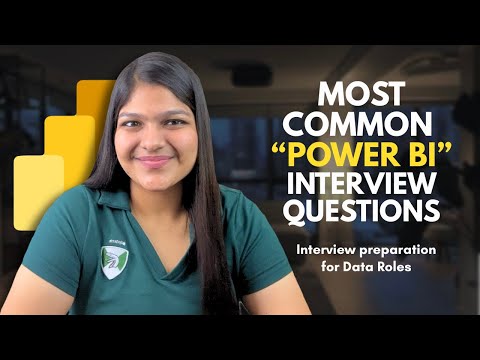 MOST
COMMON
“POWER BI”
INTERVIEW
QUESTIONS
Interview preparation
for Data Roles